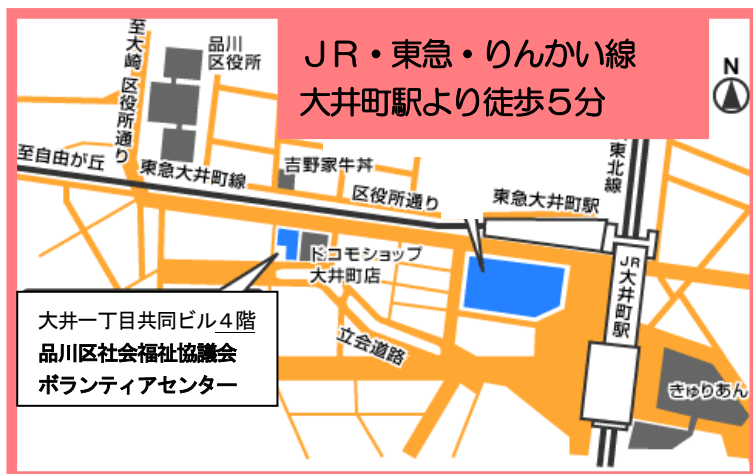 ＪＲ・東急・りんかい線
大井町駅より徒歩５分
N
至大崎
区役所通り
品川
区役所
至自由が丘
東急大井町線
吉野家牛丼
区役所通り
東急大井町駅
東北線
ドコモショップ
大井町店
JR大井町駅
立会道路
きゅりあん
大井一丁目共同ビル４階
品川区社会福祉協議会
ボランティアセンター